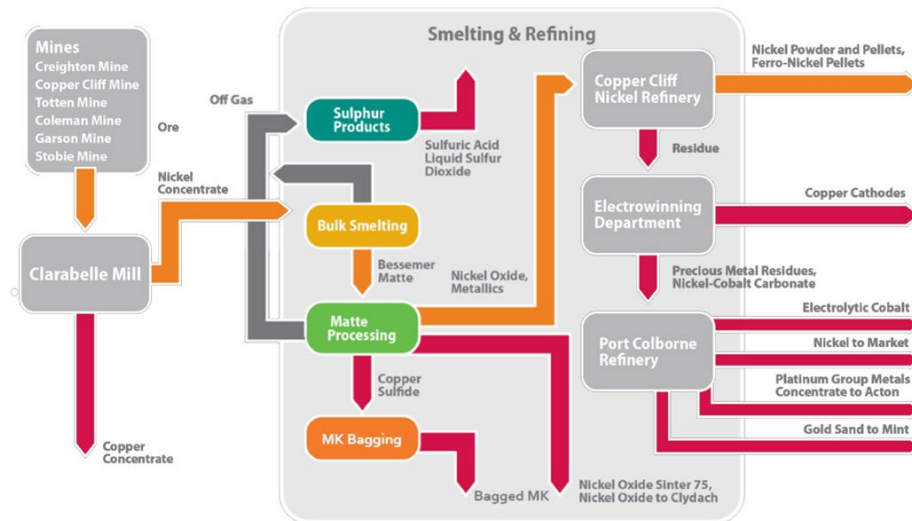 Smelting & Refining
Mines
Creighton Mine
Copper Cliff Mine
Totten Mine
Coleman Mine
Garson Mine
Stobie Mine
Ore
Off Gas
Nickel
Concentrate
Clarabelle Mill
Copper
Concentrate
Sulphur
Products
Sulfuric Acid
Liquid Sulfur
Dioxide
Bulk Smelting
Bessemer
Matte
Nickel Oxide,
Metallics
Matte
Processing
Copper
Sulfide
MK Bagging
Bagged MK
Nickel Oxide Sinter 75,
Nickel Oxide to Clydach
Copper Cliff
Nickel Refinery
Nickel Powder and Pellets,
Ferro-Nickel Pellets
Residue
Electrowinning
Department
Copper Cathodes
Precious Metal Residues,
Nickel-Cobalt Carbonate
Port Colborne
Refinery
Electrolytic Cobalt
Nickel to Market
Platinum Group Metals
Concentrate to Acton
Gold Sand to Mint